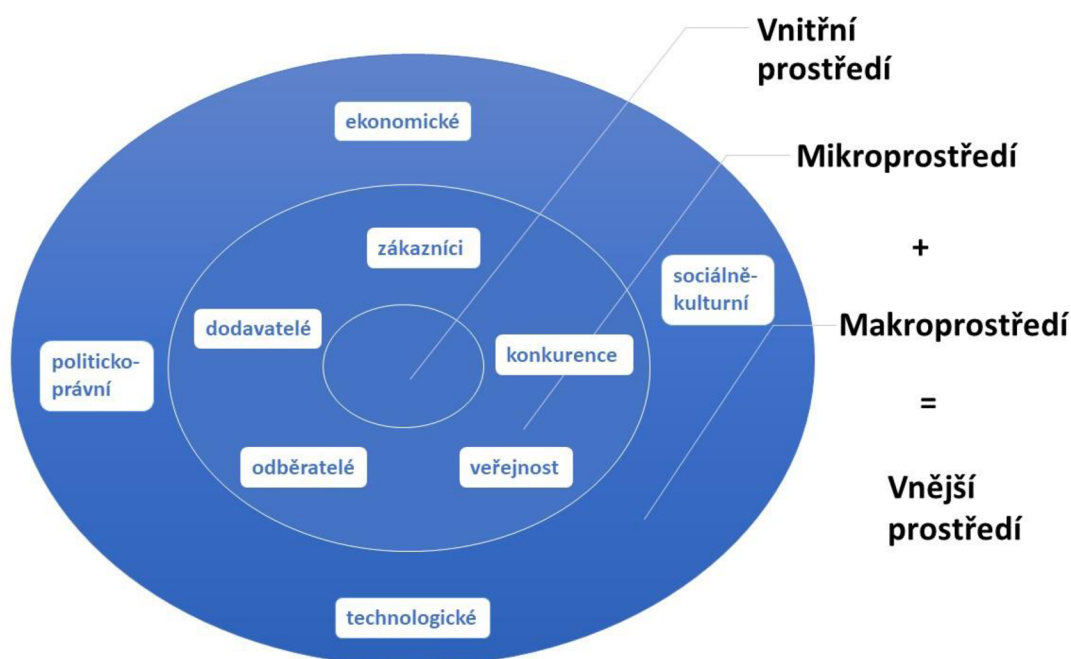 Vnitřní
prostředí
ekonomické
Mikroprostředí
zákazníci
+
sociálně-
kulturní
dodavatelé
Makroprostředí
konkurence
politicko-
právní
=
odběratelé
veřejnost
Vnější
prostředí
technologické